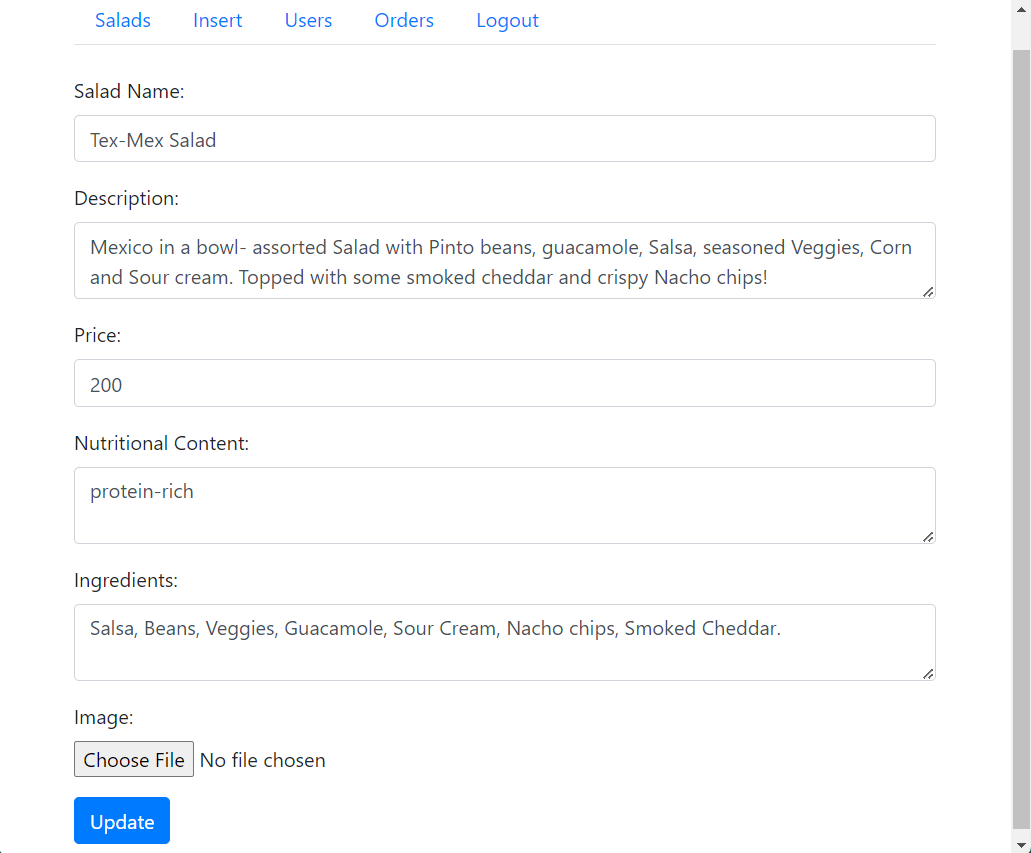 Salads Insert Users Orders Logout
Salad Name:
Tex-Mex Salad
Description:
Mexico in a bowl- assorted Salad with Pinto beans, guacamole, Salsa, seasoned Veggies, Corn
and Sour cream. Topped with some smoked cheddar and crispy Nacho chips!
Price:
200
Nutritional Content:
protein-rich
Ingredients:
Salsa, Beans, Veggies, Guacamole, Sour Cream, Nacho chips, Smoked Cheddar.
Image:
Choose File No file chosen
Update